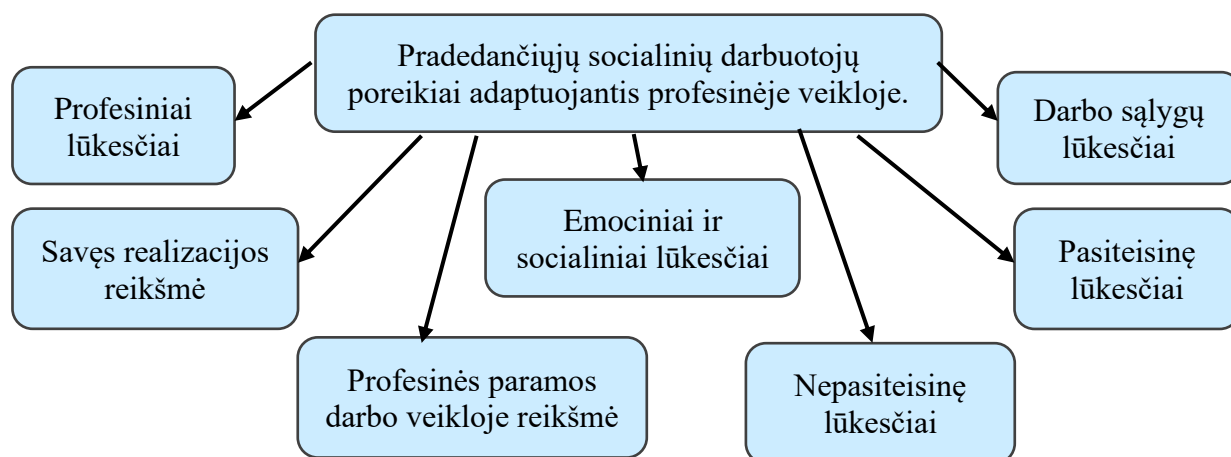 Pradedančiųjų socialinių darbuotojų
poreikiai adaptuojantis profesinėje veikloje.
Profesiniai
lūkesčiai
Darbo sąlygų
lūkesčiai
Savęs realizacijos
reikšmė
Emociniai ir
socialiniai lūkesčiai
Pasiteisinę
lūkesčiai
Profesinės paramos
darbo veikloje reikšmė
Nepasiteisinę
lūkesčiai